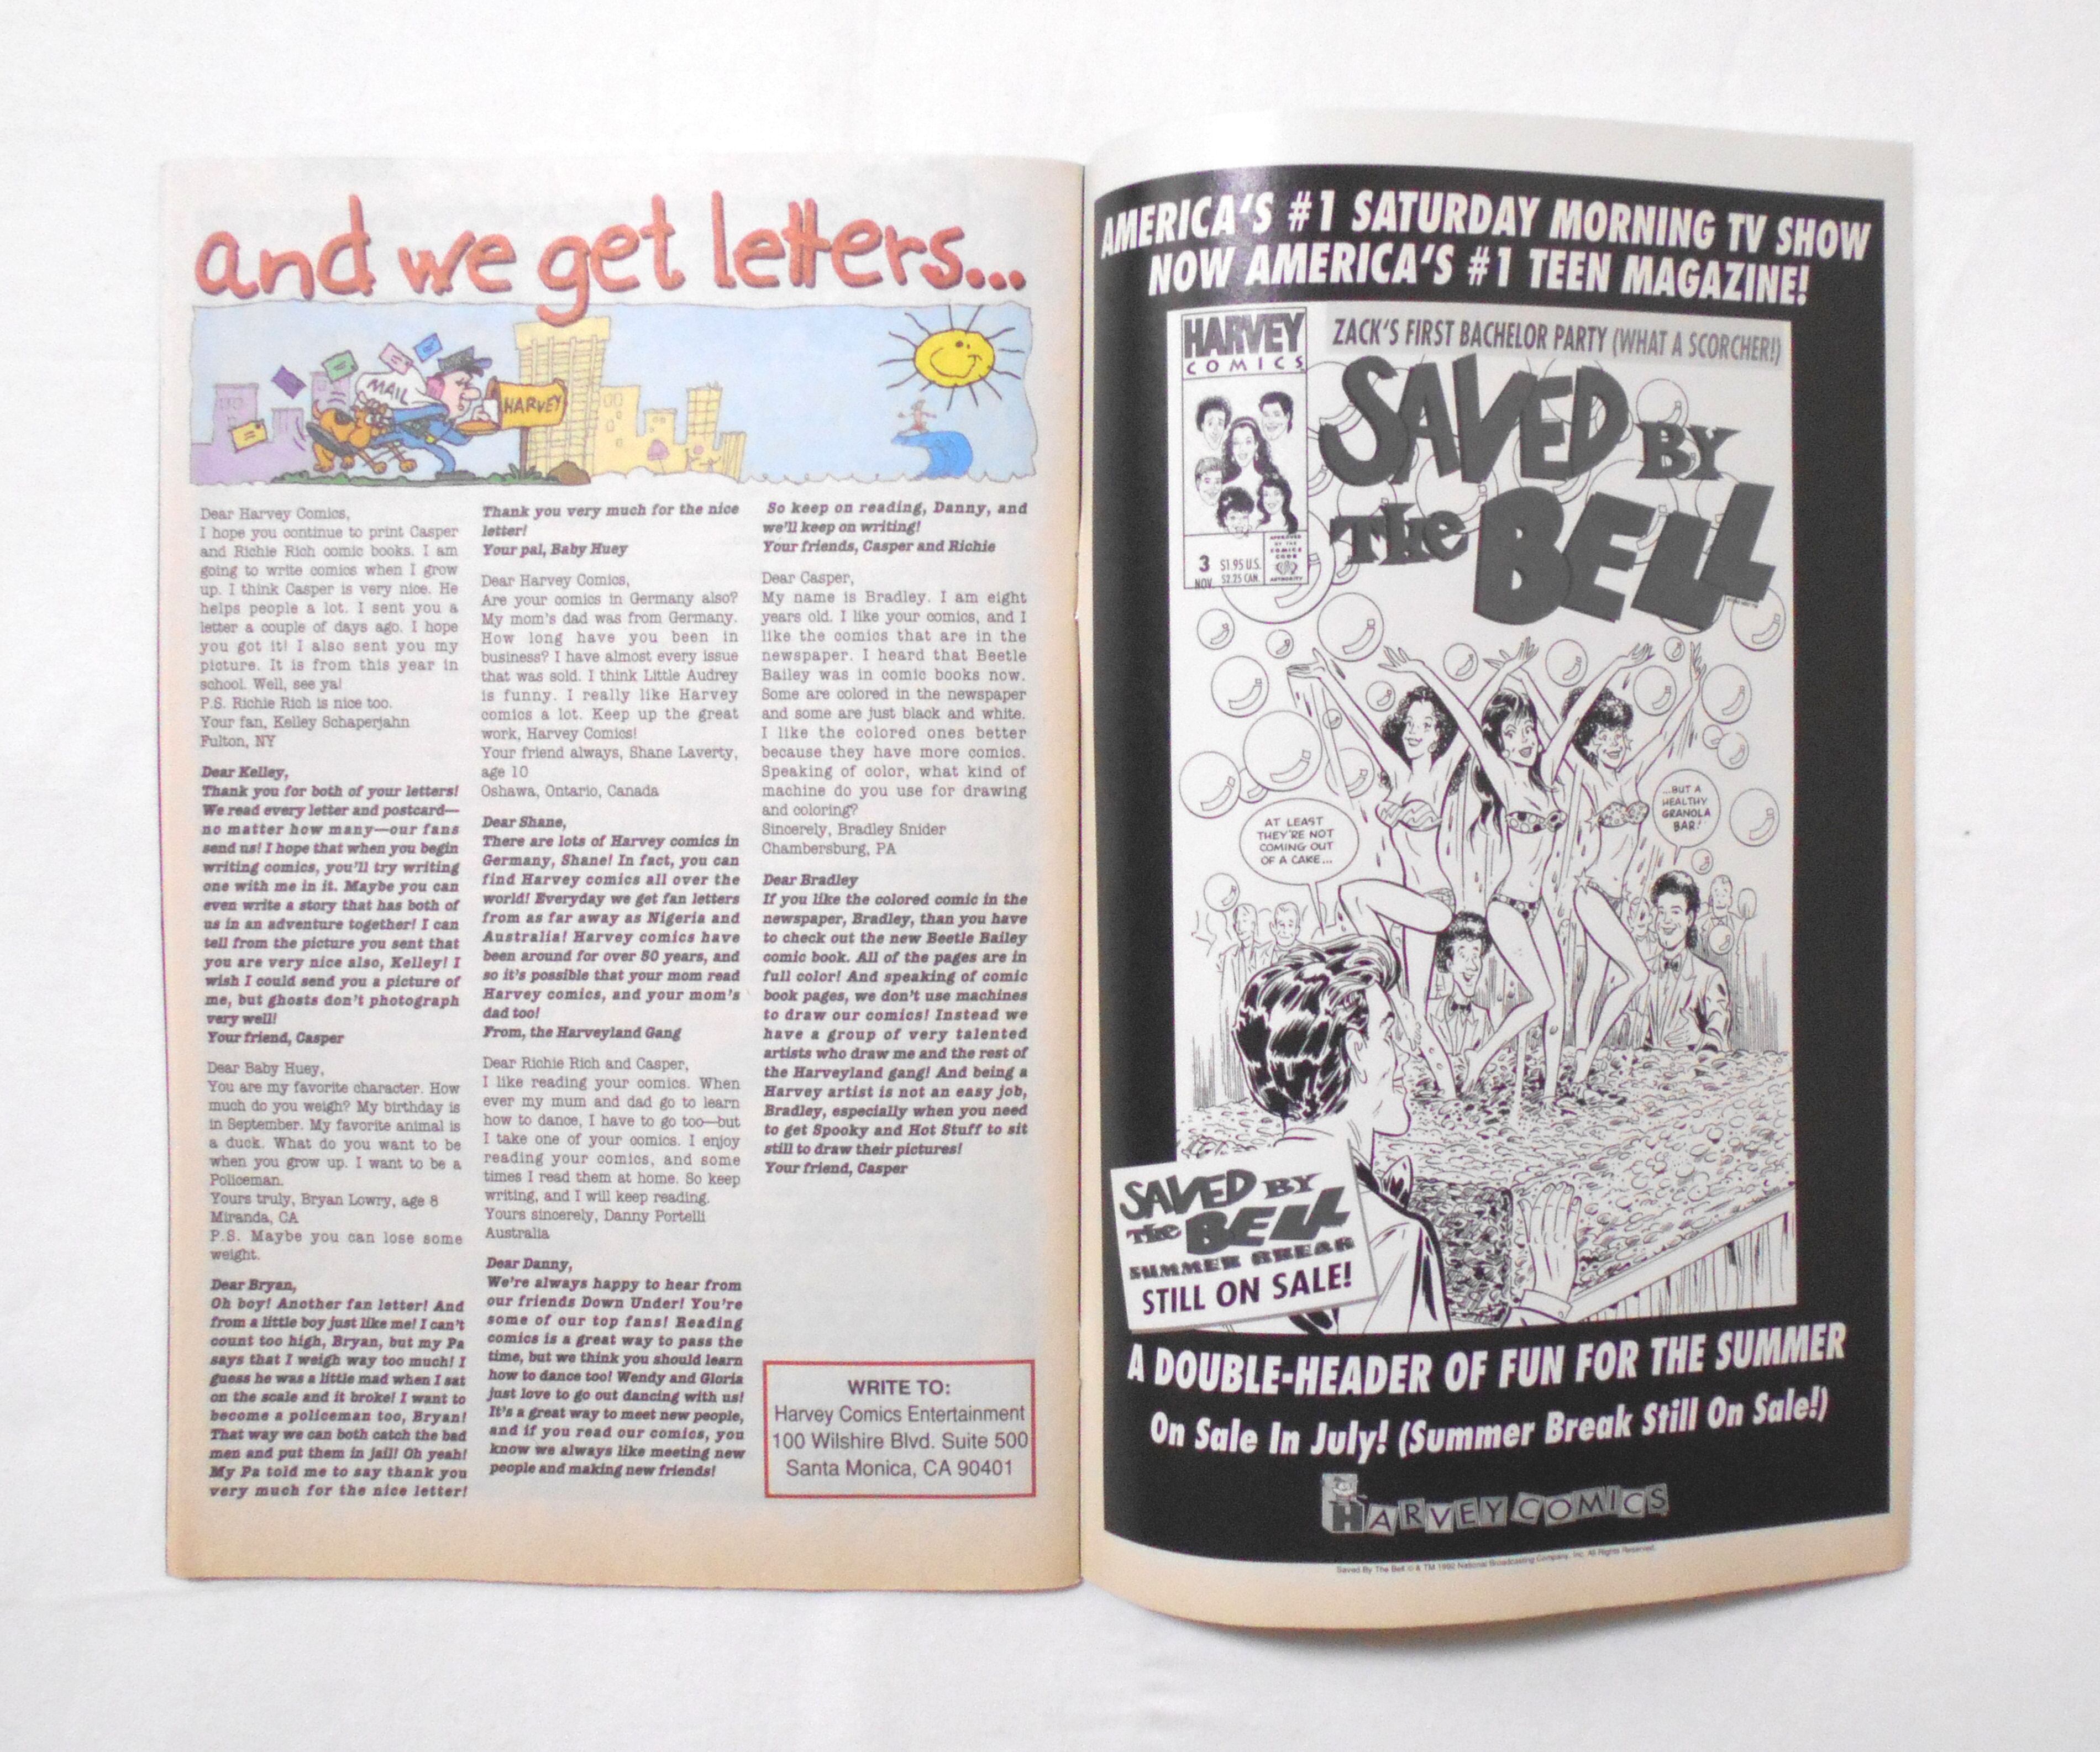 and we get letters...
MAIL
HARVEY
Dear Harvey Comics,
I hope you continue to print Casper
and Richie Rich comic books. I am
going to write comics when I grow
up. I think Casper is very nice. He
helps people a lot. I sent you a
letter a couple of days ago. I hope
you got it! I also sent you my
picture. It is from this year in
school. Well, see ya!
P.S. Richie Rich is nice too.
Your fan, Kelley Schaperjahn
Fulton, NY
Dear Kelley,
Thank you for both of your letters!
We read every letter and postcard—
no matter how many—our fans
send us! I hope that when you begin
writing comics, you'll try writing
one with me in it. Maybe you can
even write a story that has both of
us in an adventure together! I can
tell from the picture you sent that
you are very nice also, Kelley! I
wish I could send you a picture of
me, but ghosts don't photograph
very well!
Your friend, Casper
Dear Baby Huey,
You are my favorite character. How
much do you weigh? My birthday is
in September. My favorite animal is
a duck. What do you want to be
when you grow up. I want to be a
Policeman.
Yours truly, Bryan Lowry, age 8
Miranda, CA
P.S. Maybe you can lose some
weight.
Dear Bryan,
Oh boy! Another fan letter! And
from a little boy just like me! I can't
count too high, Bryan, but my Pa
says that I weigh way too much! I
guess he was a little mad when I sat
on the scale and it broke! I want to
become a policeman too, Bryan!
That way we can both catch the bad
men and put them in jail! Oh yeah!
My Pa told me to say thank you
very much for the nice letter!
Thank you very much for the nice
letter!
Your pal, Baby Huey
Dear Harvey Comics,
Are your comics in Germany also?
My mom's dad was from Germany.
How long have you been in
business? I have almost every issue
that was sold. I think Little Audrey
is funny. I really like Harvey
comics a lot. Keep up the great
work, Harvey Comics!
Your friend always, Shane Laverty,
age 10
Oshawa, Ontario, Canada
Dear Shane,
There are lots of Harvey comics in
Germany, Shane! In fact, you can
find Harvey comics all over the
world! Everyday we get fan letters
from as far away as Nigeria and
Australia! Harvey comics have
been around for over 50 years, and
so it's possible that your mom read
Harvey comics, and your mom's
dad too!
From, the Harveyland Gang
Dear Richie Rich and Casper,
I like reading your comics. When
ever my mum and dad go to learn
how to dance, I have to go too—but
I take one of your comics. I enjoy
reading your comics, and some
times I read them at home. So keep
writing, and I will keep reading.
Yours sincerely, Danny Portelli
Australia
Dear Danny,
We're always happy to hear from
our friends Down Under! You're
some of our top fans! Reading
comics is a great way to pass the
time, but we think you should learn
how to dance too! Wendy and Gloria
just love to go out dancing with us!
It's a great way to meet new people,
and if you read our comics, you
know we always like meeting new
people and making new friends!
So keep on reading, Danny, and
we'll keep on writing!
Your friends, Casper and Richie
Dear Casper,
My name is Bradley. I am eight
years old. I like your comics, and I
like the comics that are in the
newspaper. I heard that Beetle
Bailey was in comic books now.
Some are colored in the newspaper
and some are just black and white.
I like the colored ones better
because they have more comics.
Speaking of color, what kind of
machine do you use for drawing
and coloring?
Sincerely, Bradley Snider
Chambersburg, PA
Dear Bradley
If you like the colored comic in the
newspaper, Bradley, than you have
to check out the new Beetle Bailey
comic book. All of the pages are in
full color! And speaking of comic
book pages, we don't use machines
to draw our comics! Instead we
have a group of very talented
artists who draw me and the rest of
the Harveyland gang! And being a
Harvey artist is not an easy job,
Bradley, especially when you need
to get Spooky and Hot Stuff to sit
still to draw their pictures!
Your friend, Casper
WRITE TO:
Harvey Comics Entertainment
100 Wilshire Blvd. Suite 500
Santa Monica, CA 90401
AMERICA'S #1 SATURDAY MORNING TV SHOW
NOW AMERICA'S #1 TEEN MAGAZINE!
HARVEY
COMICS
ZACK'S FIRST BACHELOR PARTY (WHAT A SCORCHER!)
SAVED BY
THE BELL
3
NOV.
$1.95 U.S.
$2.25 CAN.
APPROVED
BY THE
COMICS
CODE
AUTHORITY
AT LEAST
THEY'RE NOT
COMING OUT
OF A CAKE...
...BUT A
HEALTHY
GRANOLA
BAR!
SAVED BY
THE BELL
SUMMER BREAK
STILL ON SALE!
A DOUBLE-HEADER OF FUN FOR THE SUMMER
On Sale In July! (Summer Break Still On Sale!)
HARVEY COMICS
Saved By The Bell © & TM 1992 National Broadcasting Company, Inc. All Rights Reserved.